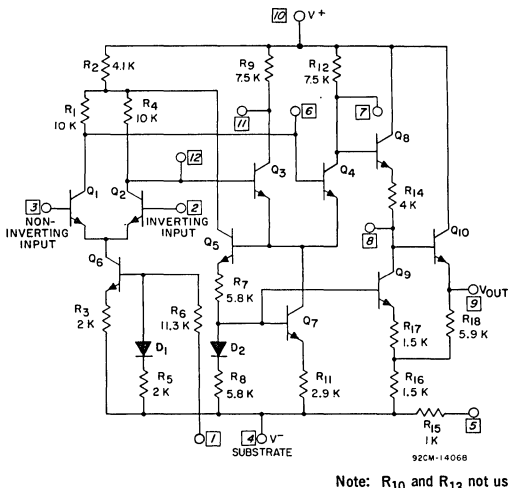 10 V+
R2 4.1 K
R9 7.5 K
R12 7.5 K
R1 10 K
R4 10 K
11
6
7
12
Q8
Q1
Q2
Q3
Q4
R14 4 K
3
NON-INVERTING INPUT
2
INVERTING INPUT
8
Q10
Q5
Q6
Q9
R7 5.8 K
VOUT
9
R3 2 K
R6 11.3 K
Q7
R17 1.5 K
R18 5.9 K
D1
D2
R5 2 K
R8 5.8 K
R11 2.9 K
R16 1.5 K
R15 1 K
5
1
4 V-
SUBSTRATE
92CM-14068
Note: R10 and R13 not us